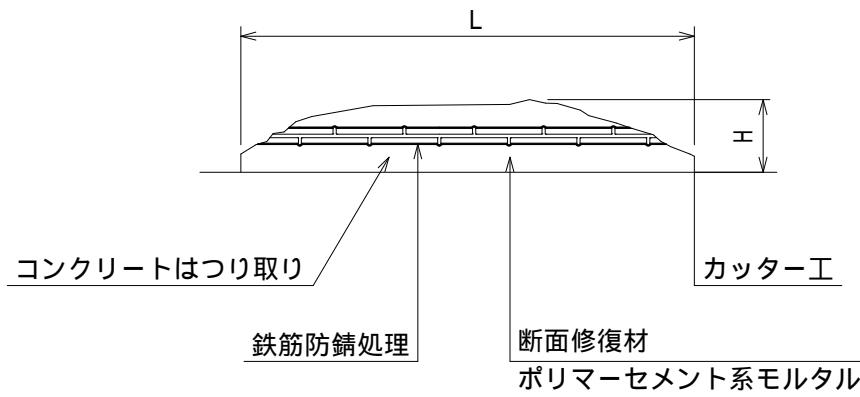 L
H
コンクリートはつり取り
カッター工
鉄筋防錆処理
断面修復材
ポリマーセメント系モルタル